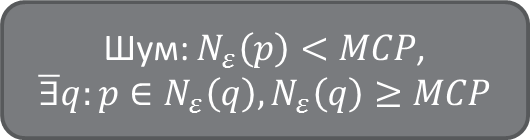 Шум: N_ε(p) < MCP,
∃̅q: p ∈ N_ε(q), N_ε(q) ≥ MCP